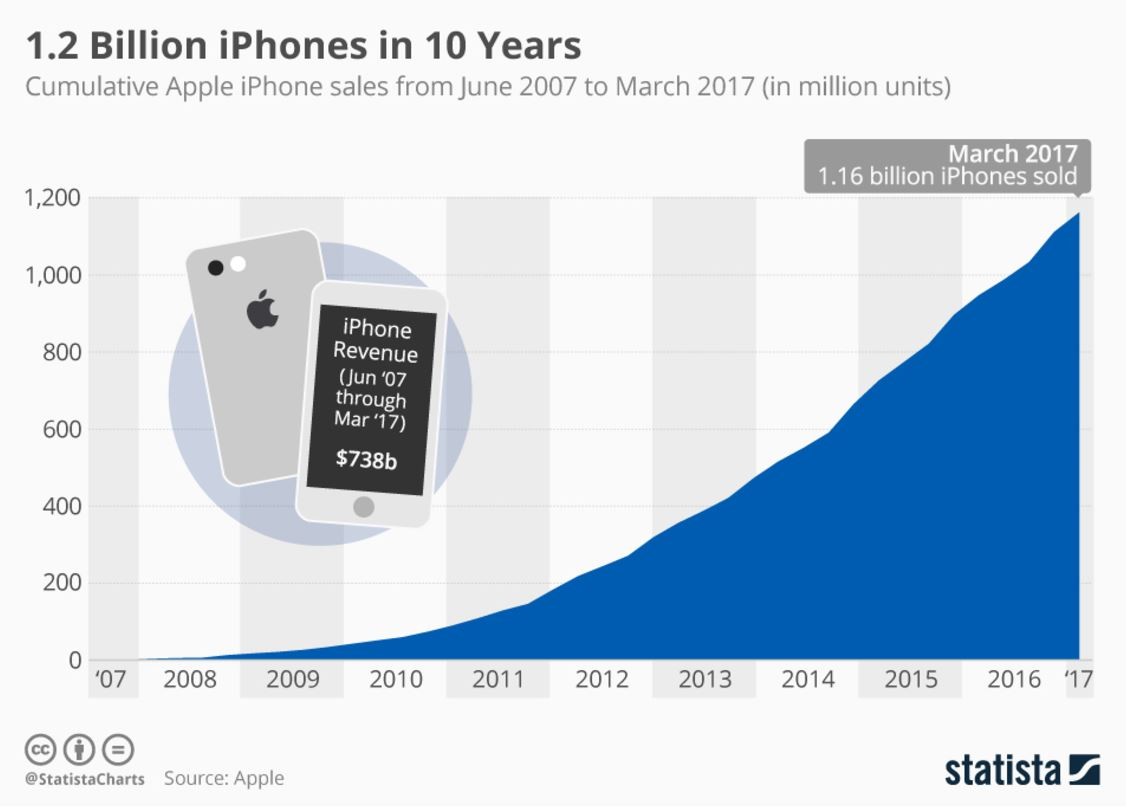 1.2 Billion iPhones in 10 Years
Cumulative Apple iPhone sales from June 2007 to March 2017 (in million units)
March 2017
1.16 billion iPhones sold
1,200
1,000
800
600
400
200
0
iPhone
Revenue
(Jun ‘07
through
Mar ‘17)
$738b
‘07 2008 2009 2010 2011 2012 2013 2014 2015 2016 ‘17
cc
@StatistaCharts Source: Apple
statista